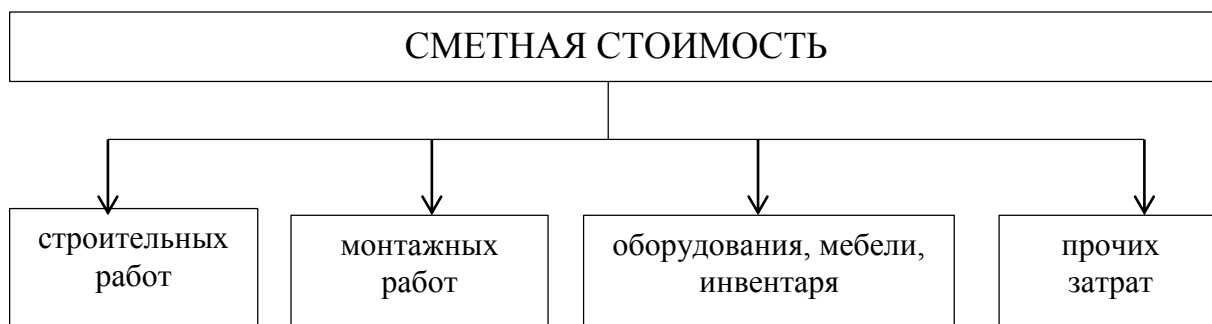 СМЕТНАЯ СТОИМОСТЬ
строительных
работ
монтажных
работ
оборудования, мебели,
инвентаря
прочих
затрат